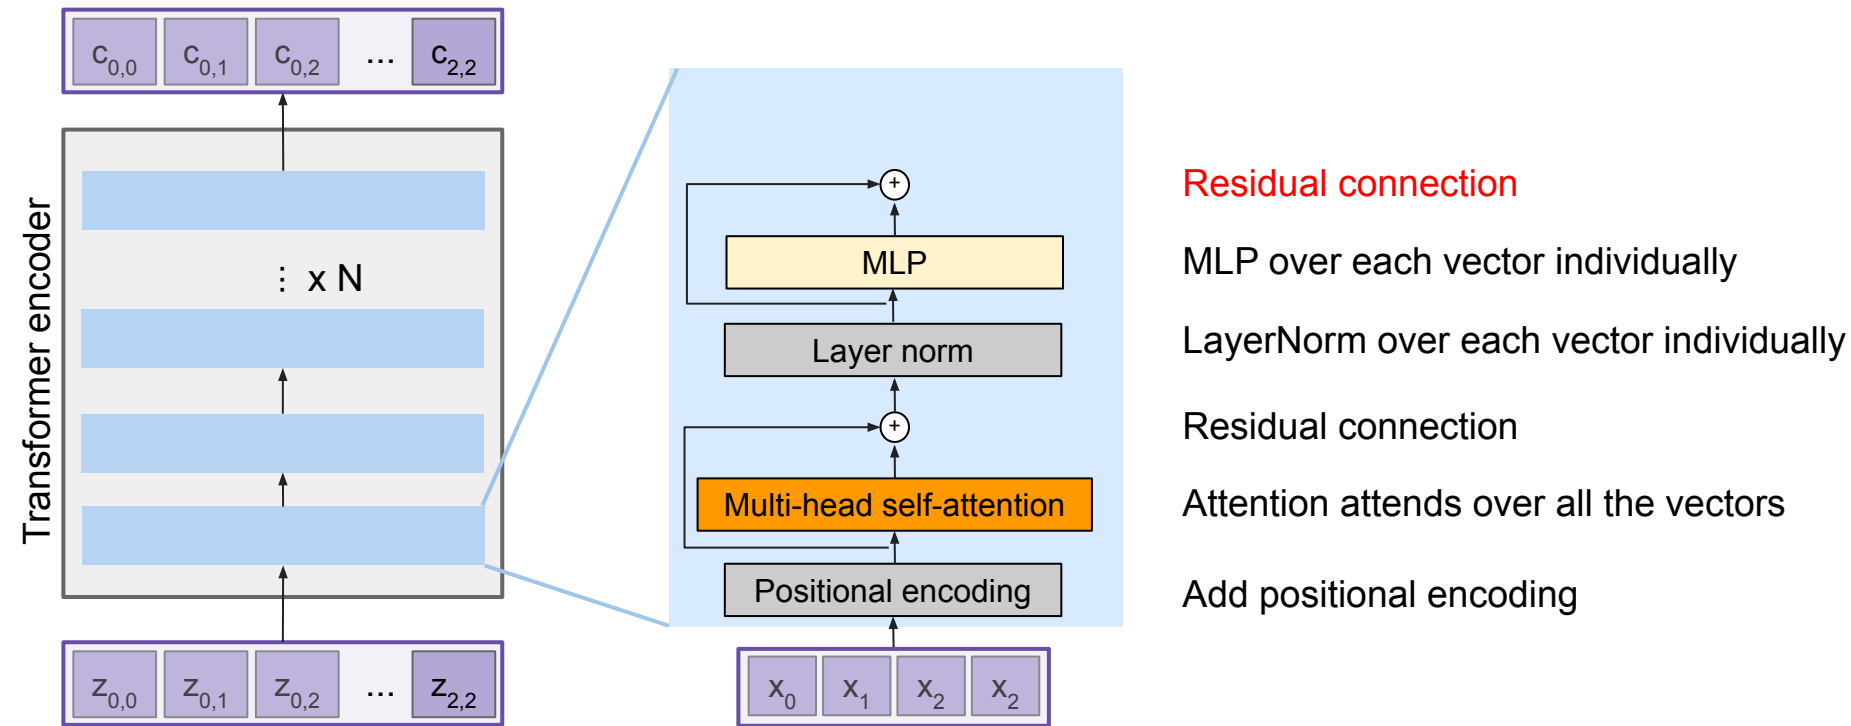 c0,0 c0,1 c0,2 ... c2,2
Transformer encoder
⋮ x N
z0,0 z0,1 z0,2 ... z2,2
+
MLP
Layer norm
+
Multi-head self-attention
Positional encoding
x0 x1 x2 x2
Residual connection
MLP over each vector individually
LayerNorm over each vector individually
Residual connection
Attention attends over all the vectors
Add positional encoding